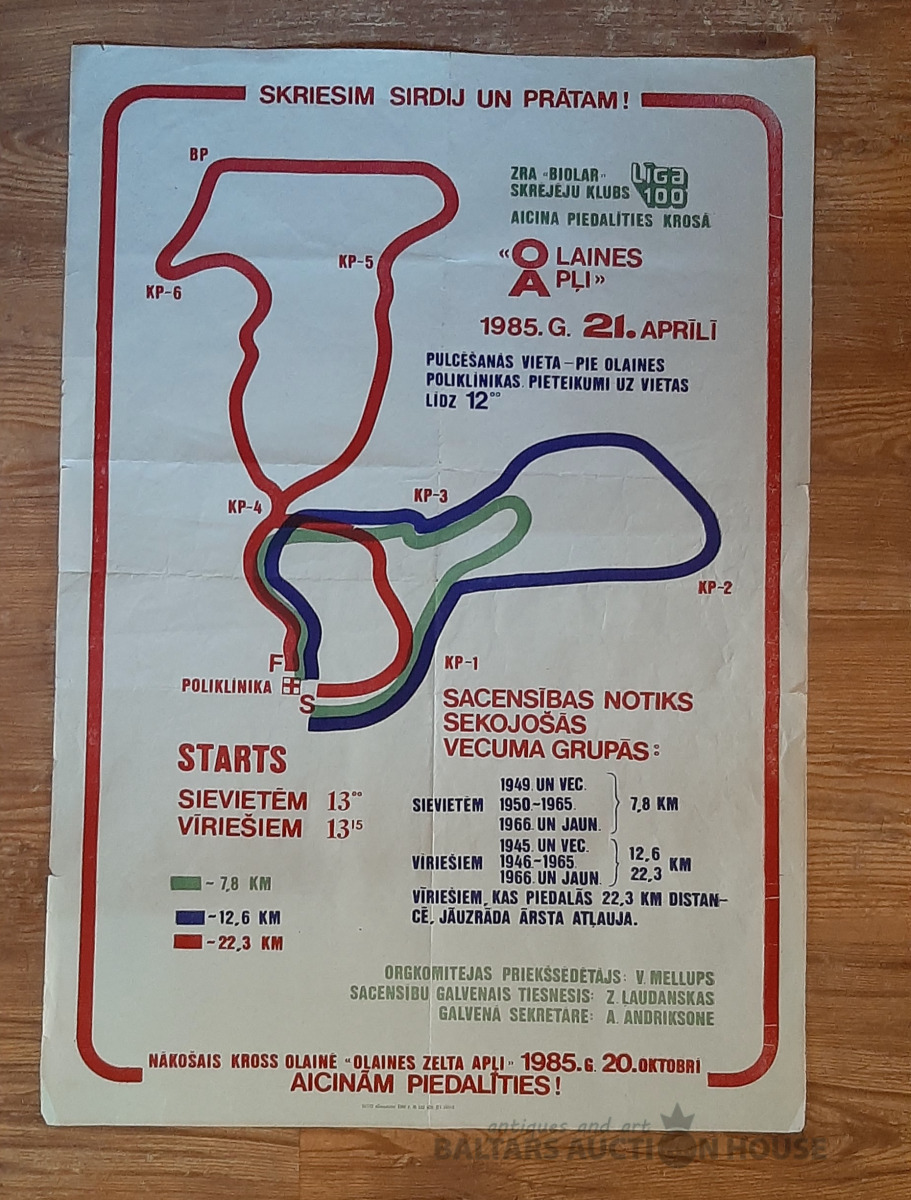 SKRIESIM SIRDIJ UN PRĀTAM!
BP
KP-5
KP-6
KP-4
KP-3
KP-2
KP-1
ZRA «BIOLAR»
SKRĒJĒJU KLUBS
LĪGA
100
AICINA PIEDALĪTIES KROSĀ
«OLAINES
APĻI»
1985. G. 21. APRĪLĪ
PULCĒŠANĀS VIETA – PIE OLAINES
POLIKLĪNIKAS. PIETEIKUMI UZ VIETAS
LĪDZ 12⁰⁰
F
POLIKLĪNIKA
S
STARTS
SIEVIETĒM 13⁰⁰
VĪRIEŠIEM 13¹⁵
~ 7,8 KM
~12,6 KM
~ 22,3 KM
SACENSĪBAS NOTIKS
SEKOJOŠĀS
VECUMA GRUPĀS:
SIEVIETĒM
1949. UN VEC.
1950-1965.
1966. UN JAUN.
7,8 KM
VĪRIEŠIEM
1945. UN VEC.
1946-1965.
1966. UN JAUN.
12,6
22,3 KM
VĪRIEŠIEM, KAS PIEDALĀS 22,3 KM DISTAN-
CĒ, JĀUZRĀDA ĀRSTA ATĻAUJA.
ORGKOMITEJAS PRIEKŠSĒDĒTĀJS: V. MELLUPS
SACENSĪBU GALVENAIS TIESNESIS: Z. ĻAUDANSKAS
GALVENĀ SEKRETĀRE: A. ANDRIKSONE
NĀKOŠAIS KROSS OLAINĒ «OLAINES ZELTA APĻI» 1985.G. 20.OKTOBRĪ
AICINĀM PIEDALĪTIES!
antiques and art
BALTARS AUCTION HOUSE